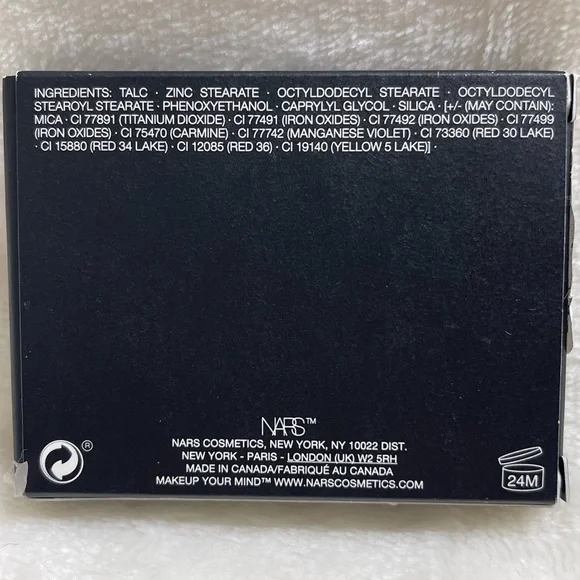 INGREDIENTS: TALC · ZINC STEARATE · OCTYLDODECYL STEARATE · OCTYLDODECYL
STEAROYL STEARATE · PHENOXYETHANOL · CAPRYLYL GLYCOL · SILICA · [+/- (MAY CONTAIN):
MICA · CI 77891 (TITANIUM DIOXIDE) · CI 77491 (IRON OXIDES) · CI 77492 (IRON OXIDES) · CI 77499
(IRON OXIDES) · CI 75470 (CARMINE) · CI 77742 (MANGANESE VIOLET) · CI 73360 (RED 30 LAKE)
· CI 15880 (RED 34 LAKE) · CI 12085 (RED 36) · CI 19140 (YELLOW 5 LAKE)] ·
NARS™
NARS COSMETICS, NEW YORK, NY 10022 DIST.
NEW YORK - PARIS - LONDON (UK) W2 5RH
MADE IN CANADA/FABRIQUÉ AU CANADA
MAKEUP YOUR MIND™ WWW.NARSCOSMETICS.COM
®
24M